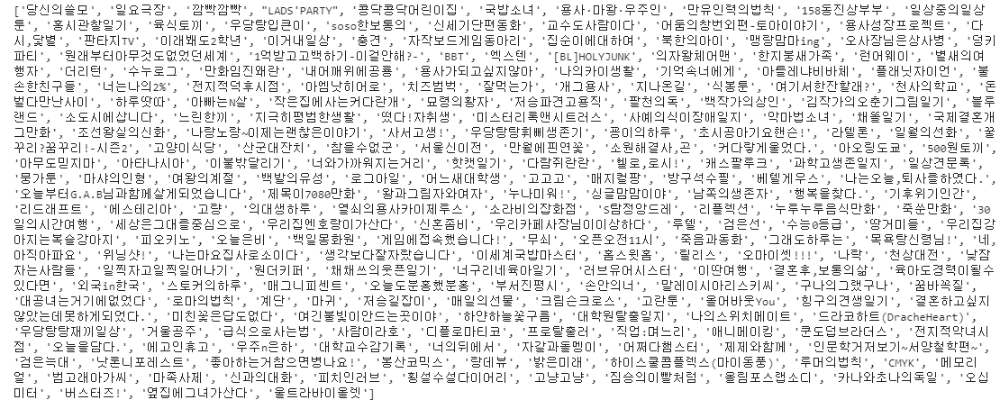 ['당신의쓸모', '일요극장', '깜빡깜빡', "LADS'PARTY", '콩닥콩닥어린이집', '국밥소녀', '용사·마왕·우주인', '만유인력의법칙', '158동진상부부', '일상중의일상
툰', '홍시관찰일기', '육식토끼', '우당탕입큰이', 'soso한보통의', '신세기단편동화', '교수도사람이다', '어둠의창번외편-토아이야기', '용사성장프로젝트', '다
시,닻별', '판타지TV', '이래봬도2학년', '이거내일상', '출견', '자작보드게임동아리', '집순이에대하여', '북한의아이', '맹랑맘마ing', '오사장님은상사병', '덩키
파티', '원래부터아무것도없었던세계', '1억받고고백하기-이걸안해?-', 'BBT', '엑스텐', '[BL]HOLYJUNK', '의자왕체어맨', '한지붕새가족', '런어웨이', '별새의여
행자', '더리턴', '수누로그', '만화임진왜란', '내어깨위에공룡', '용사가되고싶지않아', '나의카이생활', '기억속너에게', '아틀레냐비바체', '플래닛자이언', '불
손한친구들', '너는나의2%', '전지적덕후시점', '아엠낫히어로', '치즈범벅', '잘먹는가', '개그용사', '지나온길', '식봉툰', '여기서한잔할래?', '천사의학교', '돈
벌다만난사이', '하루핫따', '아빠는N살', '작은집에사는커다란개', '묘령의황자', '저승파견고용직', '팔천의독', '백작가의상인', '김작가의오춘기그림일기', '블루
랜드', '소도시에삽니다', '느린한끼', '지극히평범한생활', '떴다!자취생', '미스터리록맨시트러스', '사예의식이장애일지', '악마법소녀', '채똘일기', '국제결혼개
그만화', '조선왕실의신화', '나랑노랑~이제는괜찮은이야기', '사서고생!', '우당탕탕휘삐생존기', '콩이의하루', '초시공아기요핸슨!', '라텔론', '일월의선화', '꿀
꾸리?꿈꾸리!-시즌2', '고양이식당', '산군대잔치', '참을수없군', '서울신이전', '만월에핀연꽃', '소원해결사,곤', '커다랗게울었다.', '아오링도쿄', '500원토끼',
'아무도믿지마', '아타나시아', '이불밖달리기', '너와가까워지는거리', '핫캣일기', '다람쥐란란', '헬로,로시!', '캐스팔루크', '과학고생존일지', '일상견문록',
'뭉가툰', '마샤의인형', '여왕의계절', '백발의유성', '로그아일', '어느새대학생', '고고고', '매지컬팡', '방구석수필', '베텔게우스', '나는오늘,퇴사를하였다.',
'오늘부터G.A.B님과함께살게되었습니다', '제목이7080만화', '왕과그림자와여자', '누나미워!', '싱글맘맘이야', '남쪽의생존자', '행복을찾다.', '기후위기인간',
'리드래프트', '에스데리아', '고량', '의대생하루', '열쇠의용사카이제루스', '소라비의잡화점', 'S탐정앙드레', '리플렉션', '누루누루음식만화', '죽쑨만화', '30
일의시간여행', '세상은그대를중심으로', '우리집엔호랑이가산다', '신혼좀비', '우리카페사장님이이상하다', '루텔', '검은선', '수능0등급', '땅거미들', '우리집강
아지는복슬강아지', '피오키노', '오늘은비', '백일몽화원', '게임에접속했습니다!', '무쇠', '오픈오전11시', '죽음과동화', '그래도하루는', '목욕탕신령님!', '네,
아직아파요', '위닝샷!', '나는마요집사로소이다', '생각보다잘자랐습니다', '이세계국밥마스터', '홈스윗홈', '릴리스', '오마이셋!!!!', '나락', '천상대전', '낮잠
자는사람들', '일찍자고일찍일어나기', '원더키퍼', '채채쓰의웃픈일기', '너구리네육아일기', '러브유어시스터', '이딴여행', '결혼후,보통의삶', '육아도경력이될수
있다면', '외국in한국', '스토커의하루', '매그니피센트', '오늘도분홍했분홍', '부서진평시', '손안의너', '말레이시아리스키씨', '구나의그랬구나', '꿈바꼭질',
'대공녀는거기에없었다', '로마의법칙', '계단', '마귀', '저승길잡이', '매일의선물', '크림슨크로스', '고란툰', '올어바웃You', '힝구의견생일기', '결혼하고싶지
않았는데못하게되었다.', '미친꽃은답도없다', '여긴불빛이안드는곳이야', '하얀하늘꽃구름', '대학원탈출일지', '나의스위치메이트', '드라코하트(DracheHeart)',
'우당탕탕재끼일상', '거울공주', '급식으로사는법', '사람이라호', '디플로마티코', '프로탈출러', '직업:며느리', '애니메이킹', '쿤도덥브라더스', '전지적악녀시
점', '오늘을담다.', '에고인휴고', '우주n은하', '대학교수감기록', '너의뒤에서', '자갈과돌멩이', '어쩌다햄스터', '제제와함께', '인문학거저보기~서양철학편~',
'검은늑대', '낫론니포레스트', '좋아하는거참으면병나요!', '봉산코믹스', '랑데뷰', '밝은미래', '하이스쿨콤플렉스(마이동풍)', '루머의법칙', 'CMYK', '메모리
얼', '범고래아가씨', '마족사제', '신과의대화', '피치인러브', '횡설수설다이어리', '고냥고냥', '짐승의이빨처럼', '올림포스랩소디', '카나와초나의독일', '오십
미터', '버스터즈!', '옆집에그녀가산다', '울트라바이올렛']